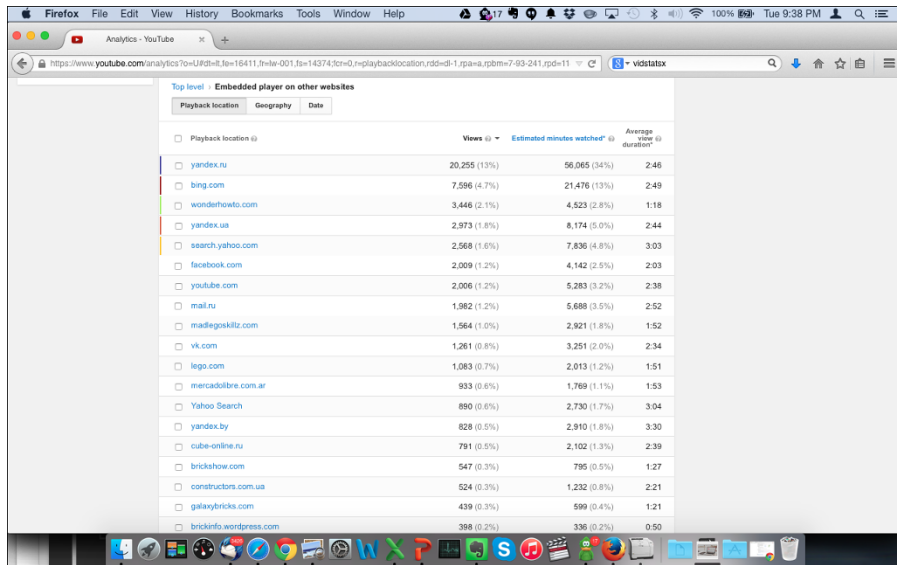 Firefox File Edit View History Bookmarks Tools Window Help 17 100% Tue 9:38 PM
Analytics - YouTube × +
https://www.youtube.com/analytics?o=U#dt=lt,fe=16411,fr=lw-001,fs=14374;fcr=0,r=playbacklocation,rdd=dl-1,rpa=a,rpbm=7-93-241,rpd=11 vidstatsx
Top level › Embedded player on other websites
Playback location Geography Date
Playback location Views Estimated minutes watched* Average view duration*
yandex.ru 20,255 (13%) 56,065 (34%) 2:46
bing.com 7,596 (4.7%) 21,476 (13%) 2:49
wonderhowto.com 3,446 (2.1%) 4,523 (2.8%) 1:18
yandex.ua 2,973 (1.8%) 8,174 (5.0%) 2:44
search.yahoo.com 2,568 (1.6%) 7,836 (4.8%) 3:03
facebook.com 2,009 (1.2%) 4,142 (2.5%) 2:03
youtube.com 2,006 (1.2%) 5,283 (3.2%) 2:38
mail.ru 1,982 (1.2%) 5,688 (3.5%) 2:52
madlegoskillz.com 1,564 (1.0%) 2,921 (1.8%) 1:52
vk.com 1,261 (0.8%) 3,251 (2.0%) 2:34
lego.com 1,083 (0.7%) 2,013 (1.2%) 1:51
mercadolibre.com.ar 933 (0.6%) 1,769 (1.1%) 1:53
Yahoo Search 890 (0.6%) 2,730 (1.7%) 3:04
yandex.by 828 (0.5%) 2,910 (1.8%) 3:30
cube-online.ru 791 (0.5%) 2,102 (1.3%) 2:39
brickshow.com 547 (0.3%) 795 (0.5%) 1:27
constructors.com.ua 524 (0.3%) 1,232 (0.8%) 2:21
galaxybricks.com 439 (0.3%) 599 (0.4%) 1:21
brickinfo.wordpress.com 398 (0.2%) 336 (0.2%) 0:50